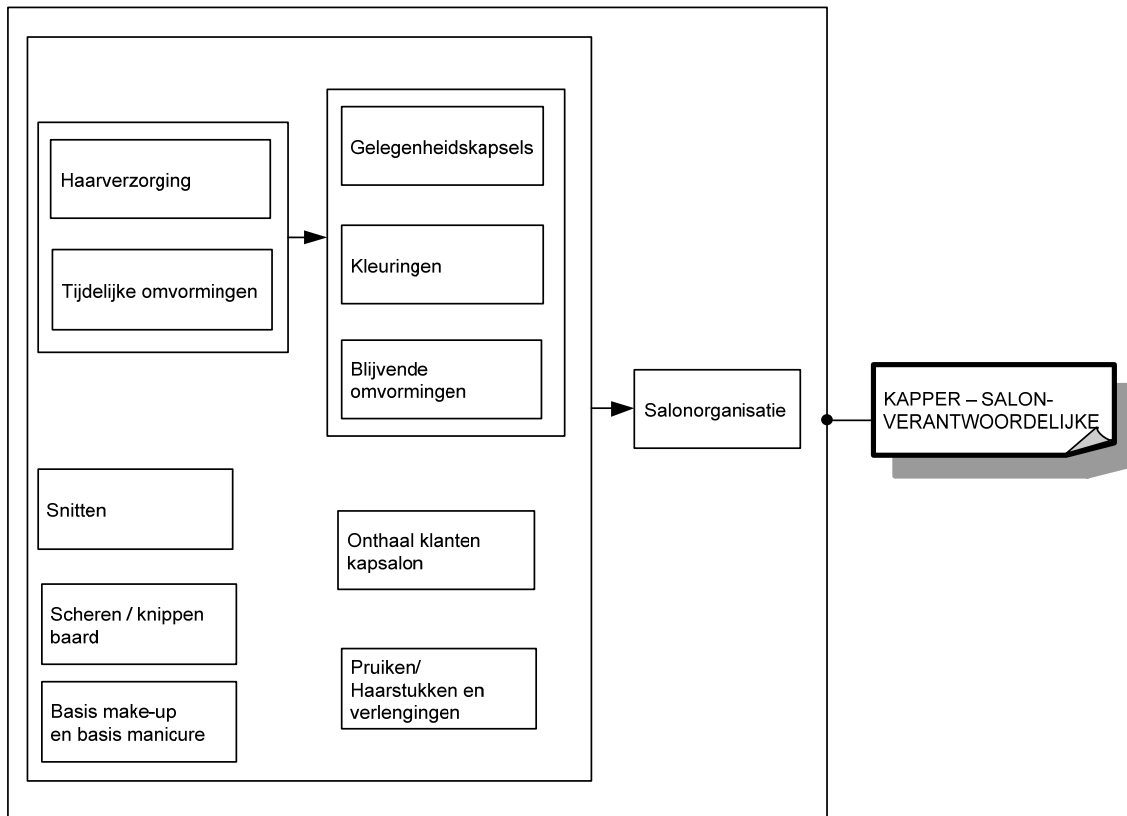 Haarverzorging
Tijdelijke omvormingen
Gelegenheidskapsels
Kleuringen
Blijvende
omvormingen
Salonorganisatie
KAPPER – SALON-
VERANTWOORDELIJKE
Snitten
Scheren / knippen
baard
Basis make-up
en basis manicure
Onthaal klanten
kapsalon
Pruiken/
Haarstukken en
verlengingen